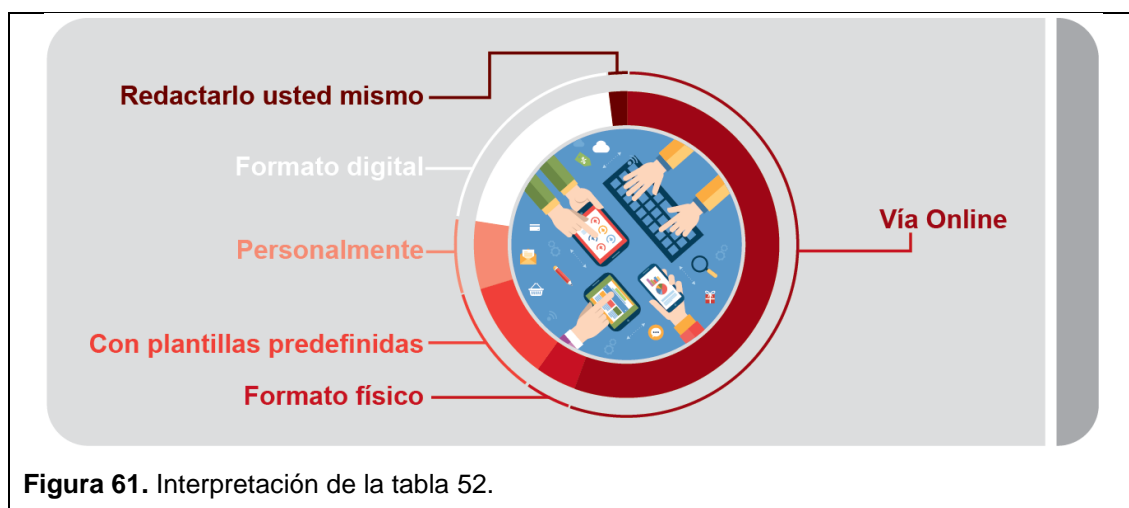 Redactarlo usted mismo
Formato digital
Personalmente
Con plantillas predefinidas
Formato físico
Vía Online
Figura 61. Interpretación de la tabla 52.